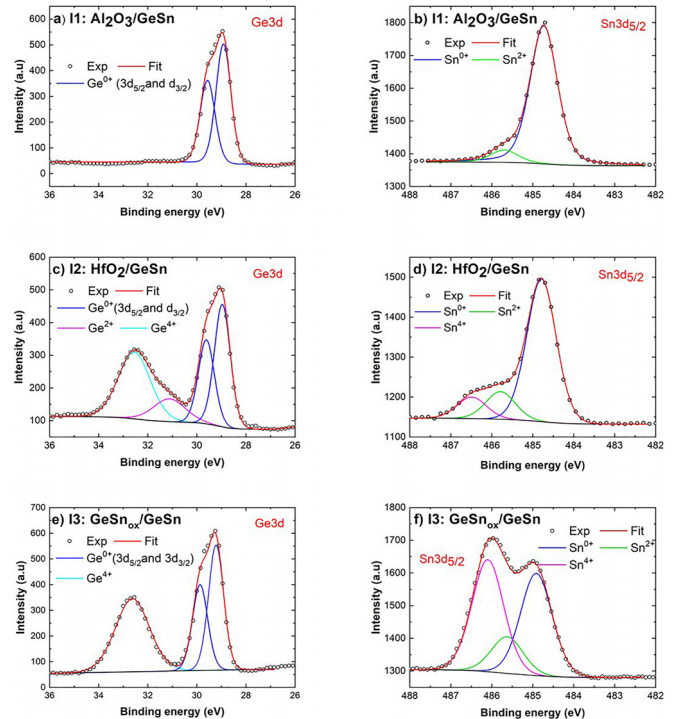 a) I1: Al2O3/GeSn
Ge3d
Exp Fit
Ge0+ (3d5/2 and d3/2)
Intensity (a.u)
600
500
400
300
200
100
0
36 34 32 30 28 26
Binding energy (eV)
b) I1: Al2O3/GeSn
Sn3d5/2
Exp Fit
Sn0+ Sn2+
Intensity (a.u)
1800
1700
1600
1500
1400
1300
488 487 486 485 484 483 482
Binding energy (eV)
c) I2: HfO2/GeSn
Ge3d
Exp Fit
Ge0+(3d5/2 and d3/2)
Ge2+ Ge4+
Intensity (a.u)
600
500
400
300
200
100
36 34 32 30 28 26
Binding energy (eV)
d) I2: HfO2/GeSn
Sn3d5/2
Exp Fit
Sn0+ Sn2+
Sn4+
Intensity (a.u)
1500
1400
1300
1200
1100
488 487 486 485 484 483 482
Binding energy (eV)
e) I3: GeSnox/GeSn
Ge3d
Exp Fit
Ge0+(3d5/2 and 3d3/2)
Ge4+
Intensity (a.u)
700
600
500
400
300
200
100
0
36 34 32 30 28 26
Binding energy (eV)
f) I3: GeSnox/GeSn
Sn3d5/2
Exp Fit
Sn0+ Sn2+
Sn4+
Intensity (a.u)
1800
1700
1600
1500
1400
1300
488 487 486 485 484 483 482
Binding energy (eV)